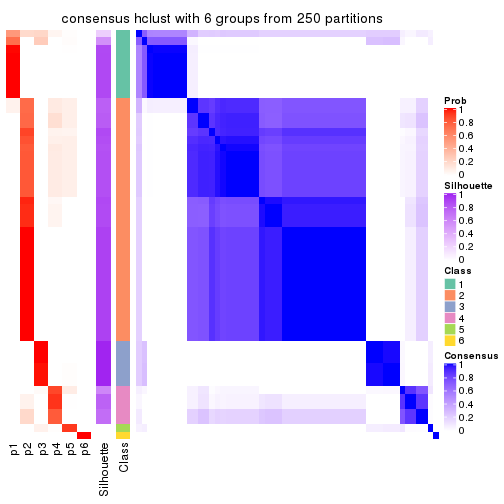 consensus hclust with 6 groups from 250 partitions
Prob
1
0.8
0.6
0.4
0.2
0
Silhouette
1
0.8
0.6
0.4
0.2
0
Class
1
2
3
4
5
6
Consensus
1
0.8
0.6
0.4
0.2
0
p1
p2
p3
p4
p5
p6
Silhouette
Class